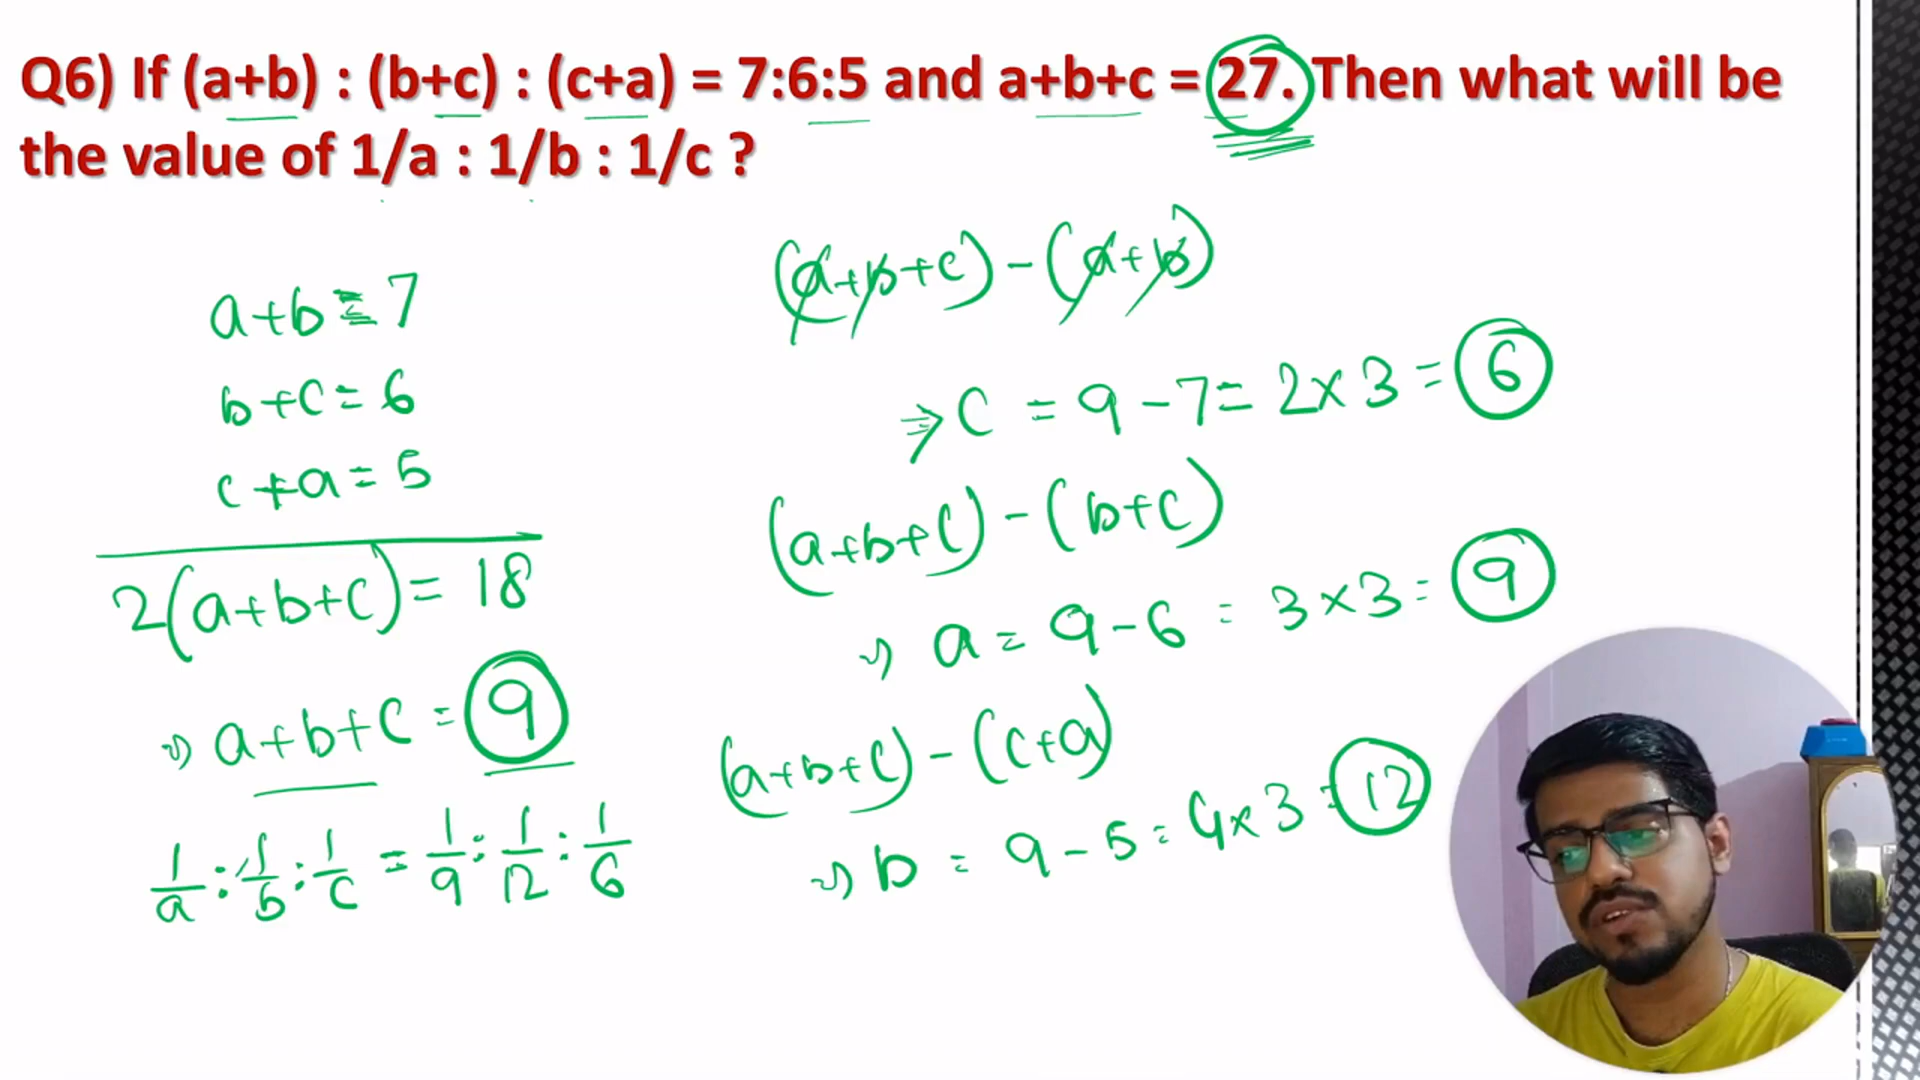 Q6) If (a+b) : (b+c) : (c+a) = 7:6:5 and a+b+c = 27. Then what will be
the value of 1/a : 1/b : 1/c ?
a+b=7
b+c=6
c+a=5
2(a+b+c)=18
⇒ a+b+c=9
1/a : 1/b : 1/c = 1/9 : 1/12 : 1/6
(a+b+c)-(a+b)
⇒ c = 9-7=2×3=6
(a+b+c)-(b+c)
⇒ a = 9-6=3×3=9
(a+b+c)-(c+a)
⇒ b = 9-5=4×3=12